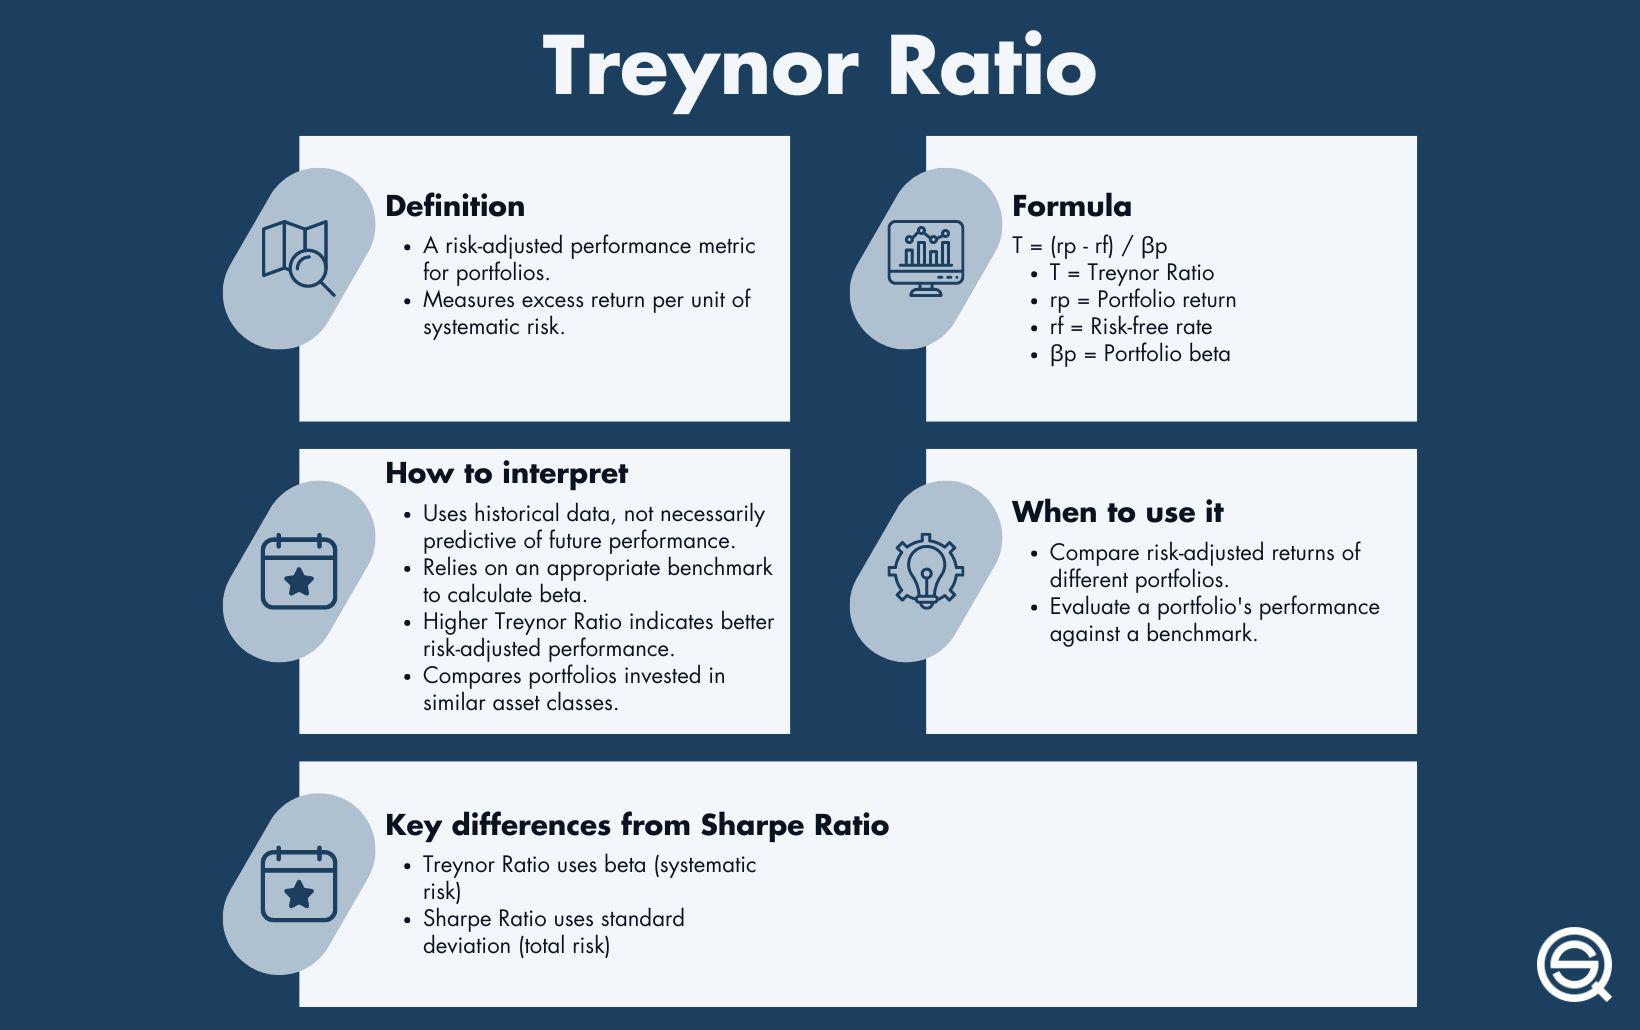 Treynor Ratio
Definition
• A risk-adjusted performance metric
for portfolios.
• Measures excess return per unit of
systematic risk.
Formula
T = (rp - rf) / βp
• T = Treynor Ratio
• rp = Portfolio return
• rf = Risk-free rate
• βp = Portfolio beta
How to interpret
• Uses historical data, not necessarily
predictive of future performance.
• Relies on an appropriate benchmark
to calculate beta.
• Higher Treynor Ratio indicates better
risk-adjusted performance.
• Compares portfolios invested in
similar asset classes.
When to use it
• Compare risk-adjusted returns of
different portfolios.
• Evaluate a portfolio's performance
against a benchmark.
Key differences from Sharpe Ratio
• Treynor Ratio uses beta (systematic
risk)
• Sharpe Ratio uses standard
deviation (total risk)